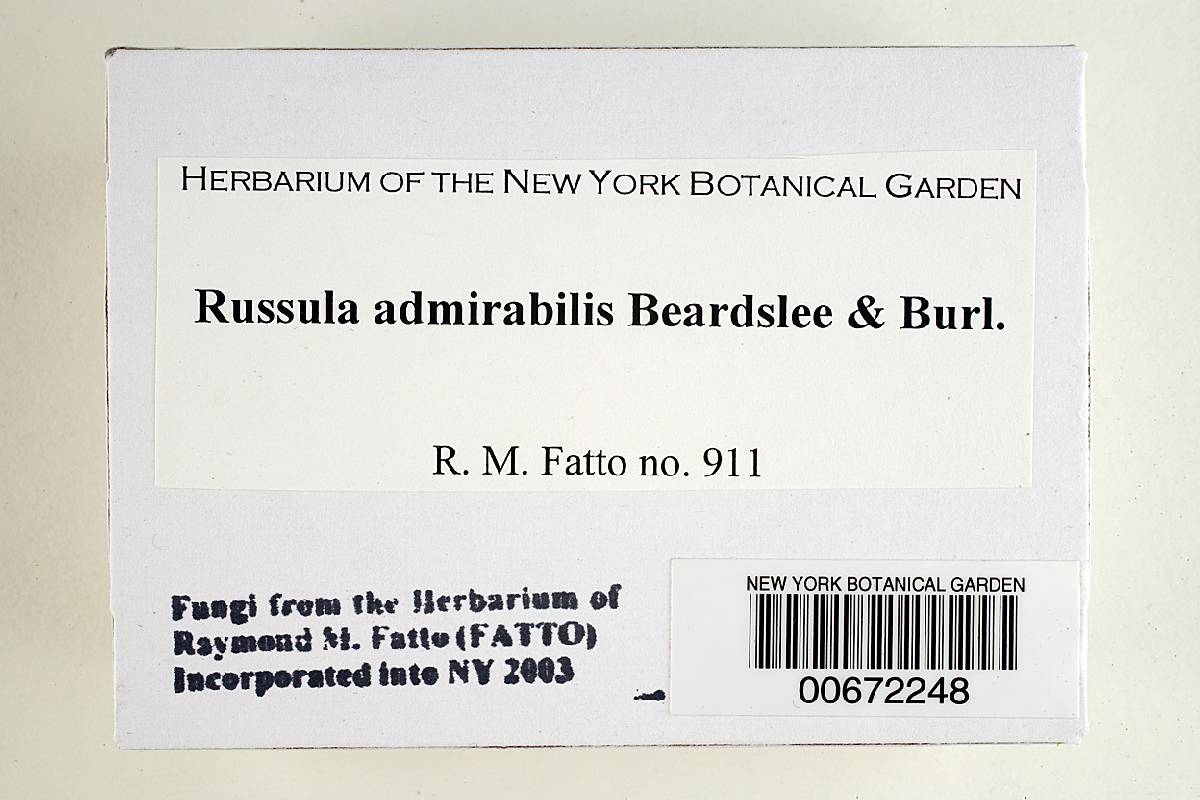 HERBARIUM OF THE NEW YORK BOTANICAL GARDEN
Russula admirabilis Beardslee & Burl.
R. M. Fatto no. 911
Fungi from the Herbarium of
Raymond M. Fatto (FATTO)
Incorporated into NY 2003
NEW YORK BOTANICAL GARDEN
00672248